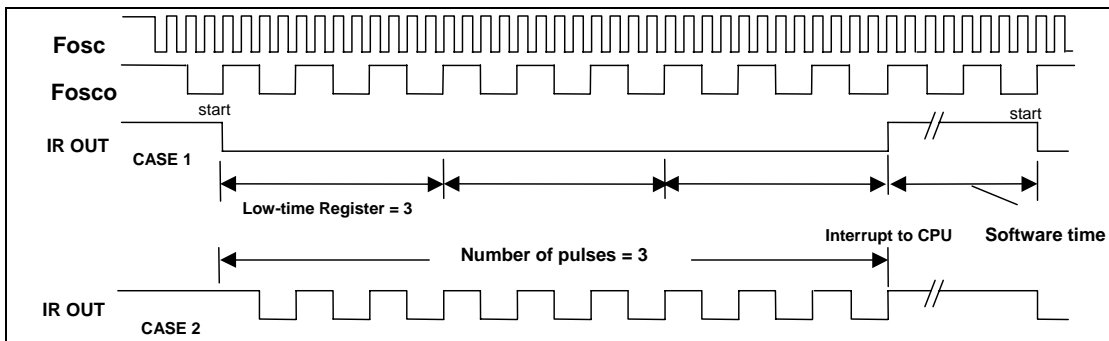 Fosc
Fosco
start
start
IR OUT
CASE 1
Low-time Register = 3
Interrupt to CPU
Software time
Number of pulses = 3
IR OUT
CASE 2